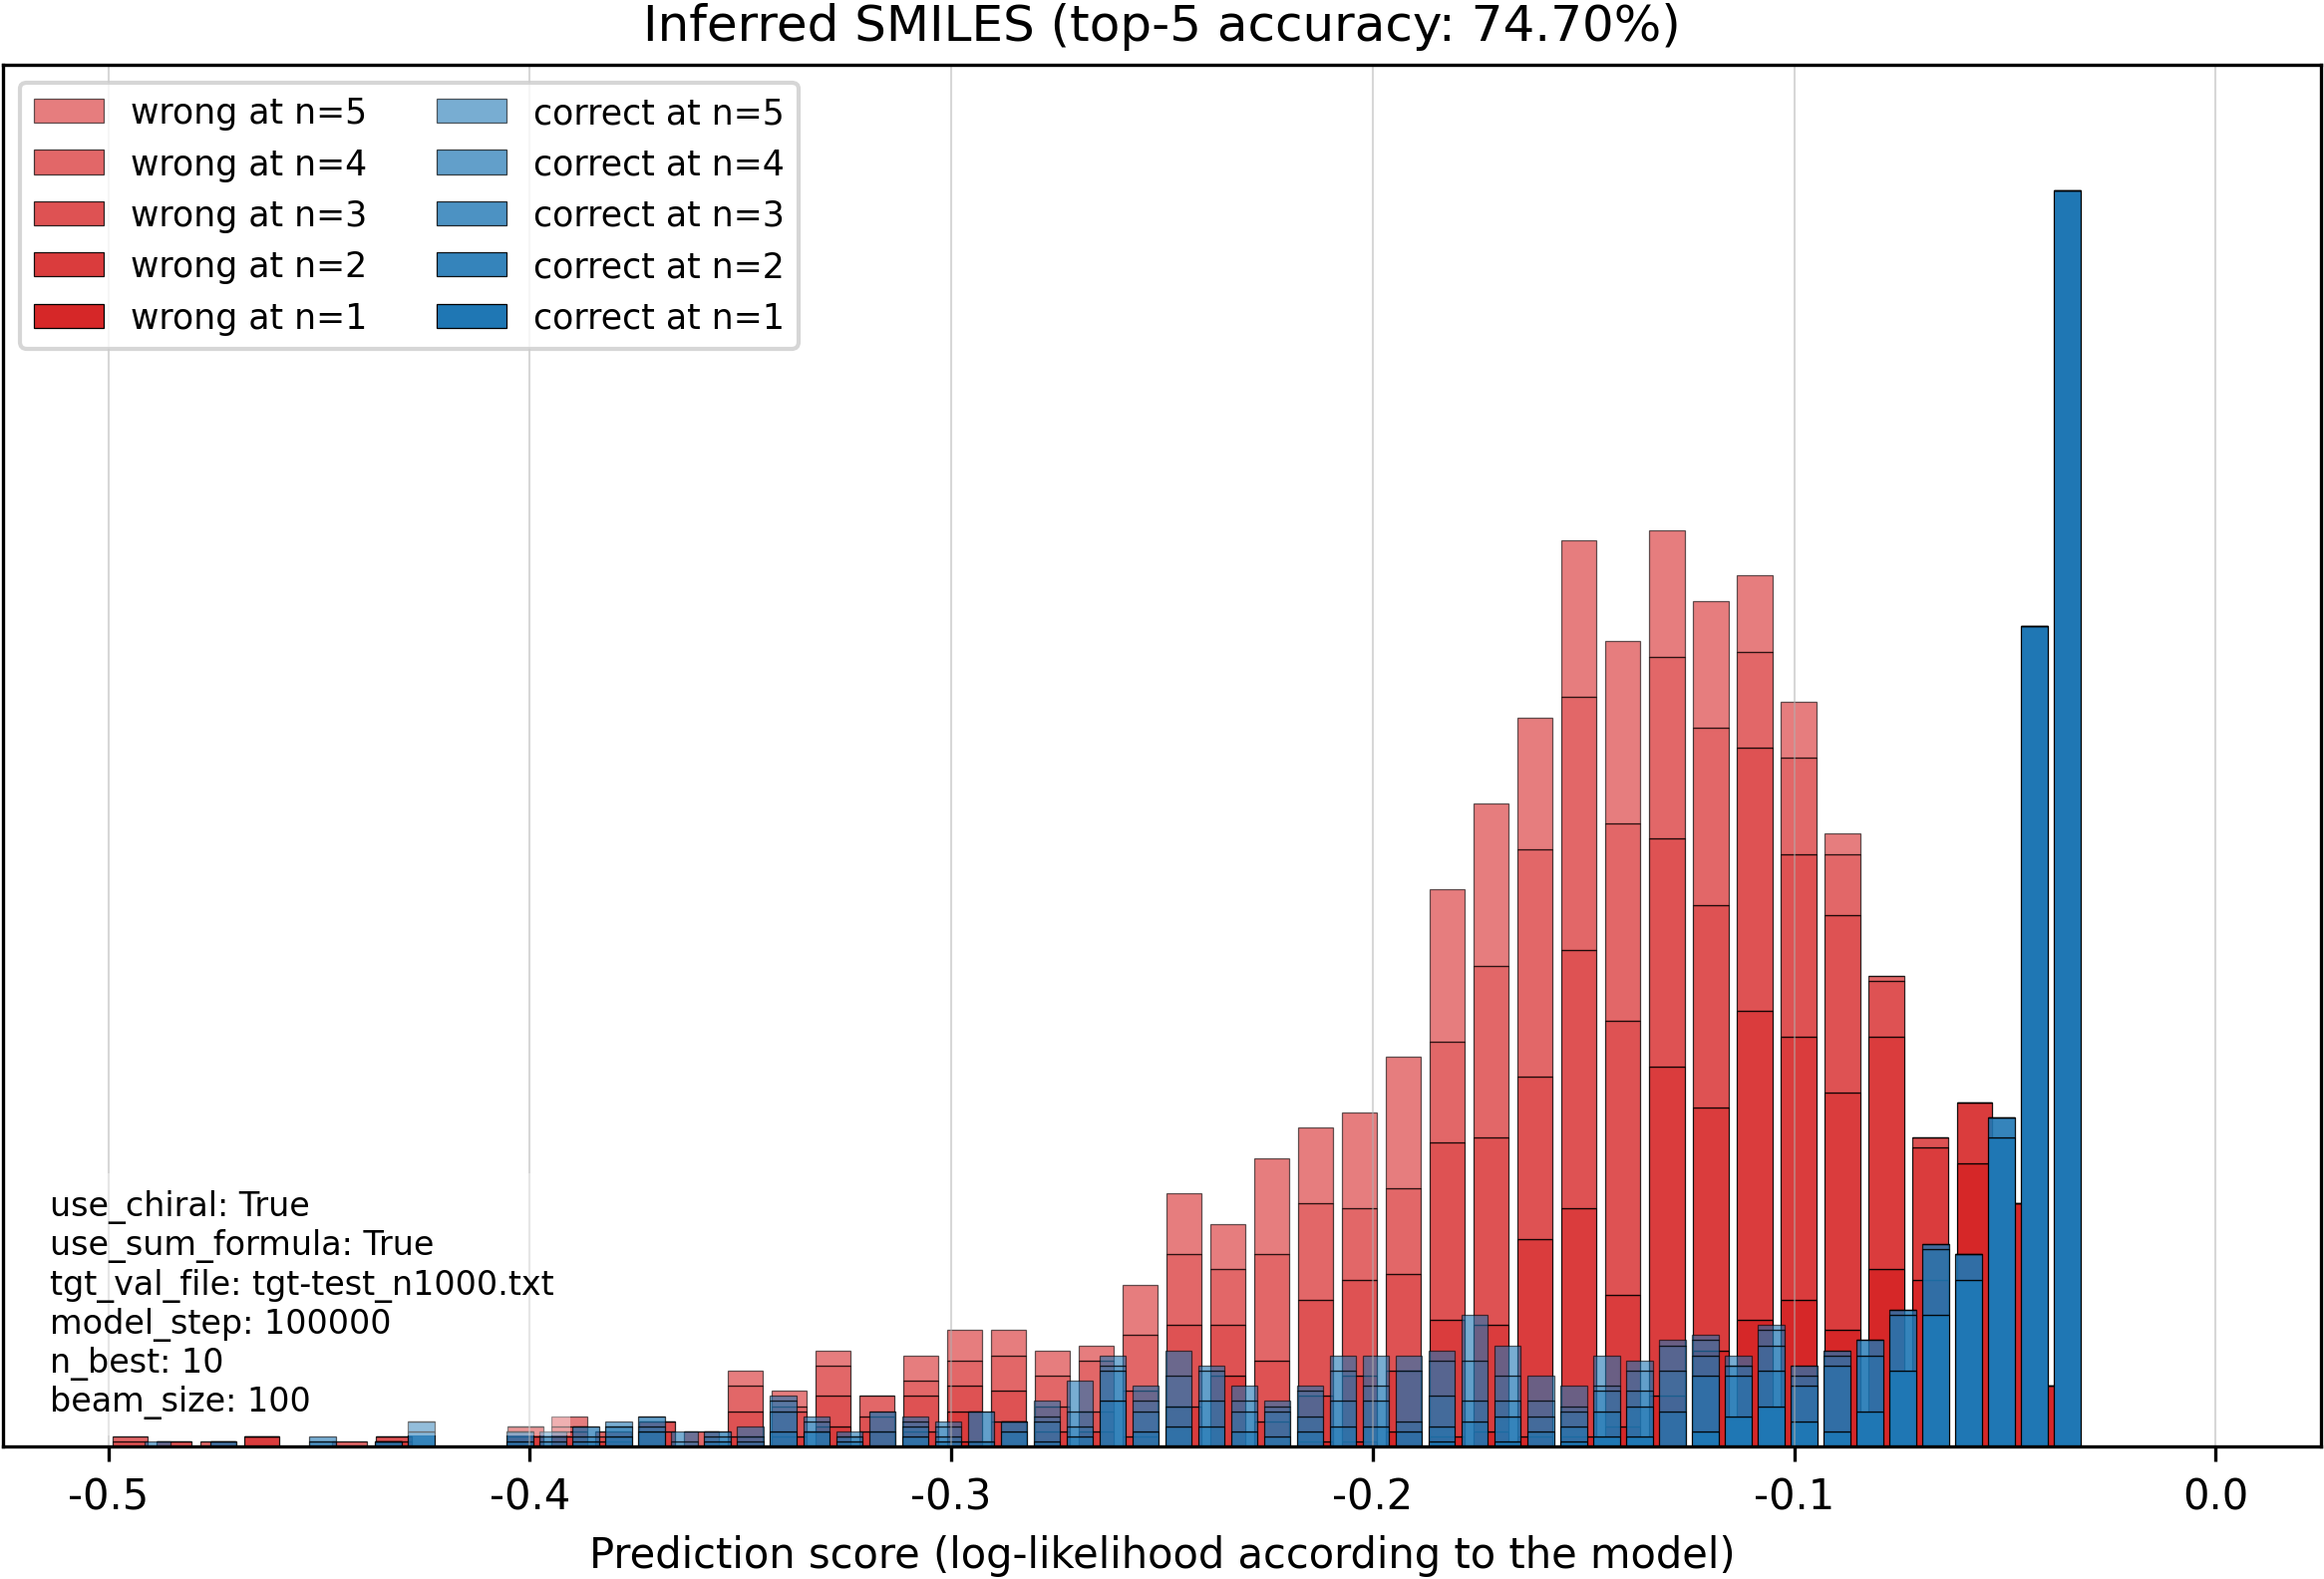 Inferred SMILES (top-5 accuracy: 74.70%)
wrong at n=5
wrong at n=4
wrong at n=3
wrong at n=2
wrong at n=1
correct at n=5
correct at n=4
correct at n=3
correct at n=2
correct at n=1
use_chiral: True
use_sum_formula: True
tgt_val_file: tgt-test_n1000.txt
model_step: 100000
n_best: 10
beam_size: 100
-0.5 -0.4 -0.3 -0.2 -0.1 0.0
Prediction score (log-likelihood according to the model)